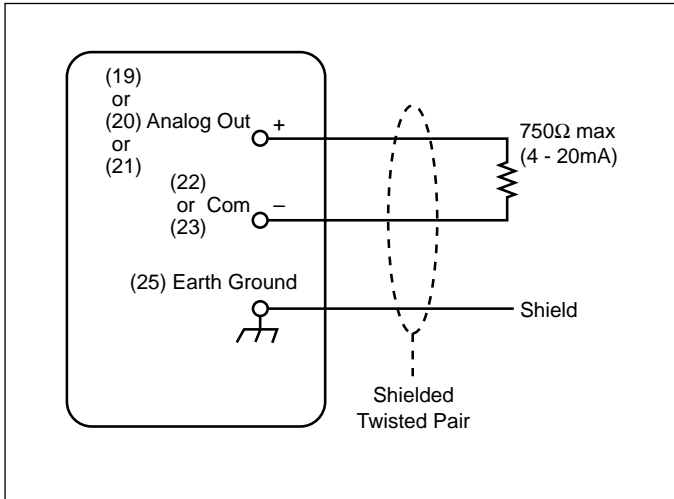 (19)
or
(20) Analog Out +
or
(21)
(22)
or Com –
(23)
(25) Earth Ground
750Ω max
(4 - 20mA)
Shield
Shielded
Twisted Pair